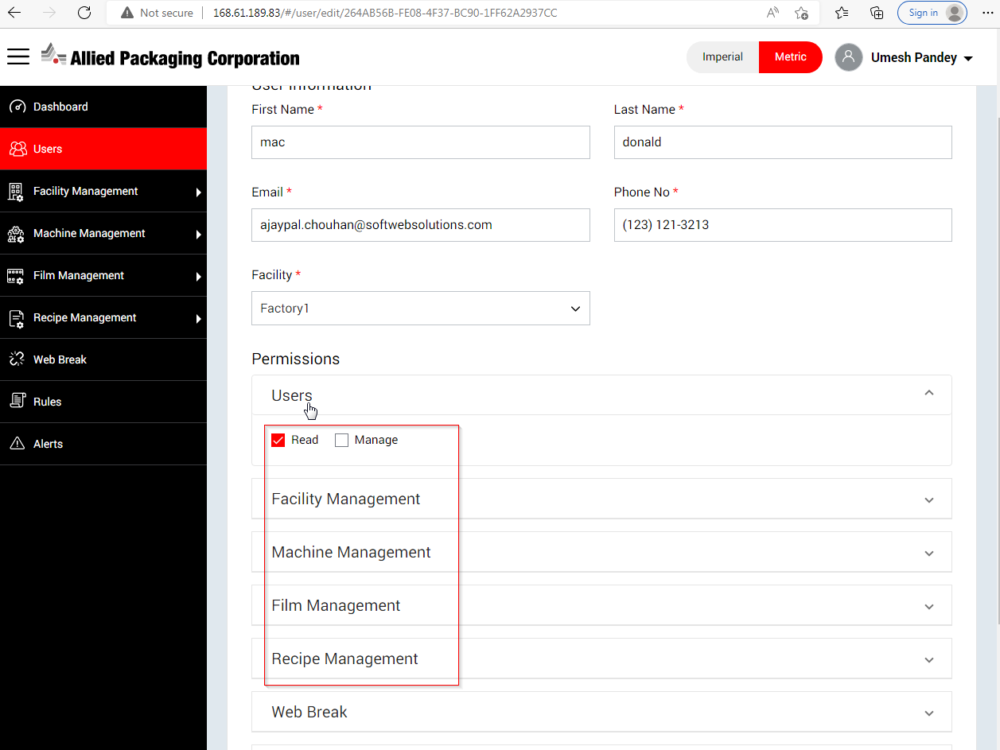 Not secure 168.61.189.83/#/user/edit/264AB56B-FE08-4F37-BC90-1FF62A2937CC Sign in
Allied Packaging Corporation Imperial Metric Umesh Pandey
Dashboard
Users
Facility Management
Machine Management
Film Management
Recipe Management
Web Break
Rules
Alerts
User Information
First Name * Last Name *
mac donald
Email * Phone No *
ajaypal.chouhan@softwebsolutions.com (123) 121-3213
Facility *
Factory1
Permissions
Users
Read Manage
Facility Management
Machine Management
Film Management
Recipe Management
Web Break